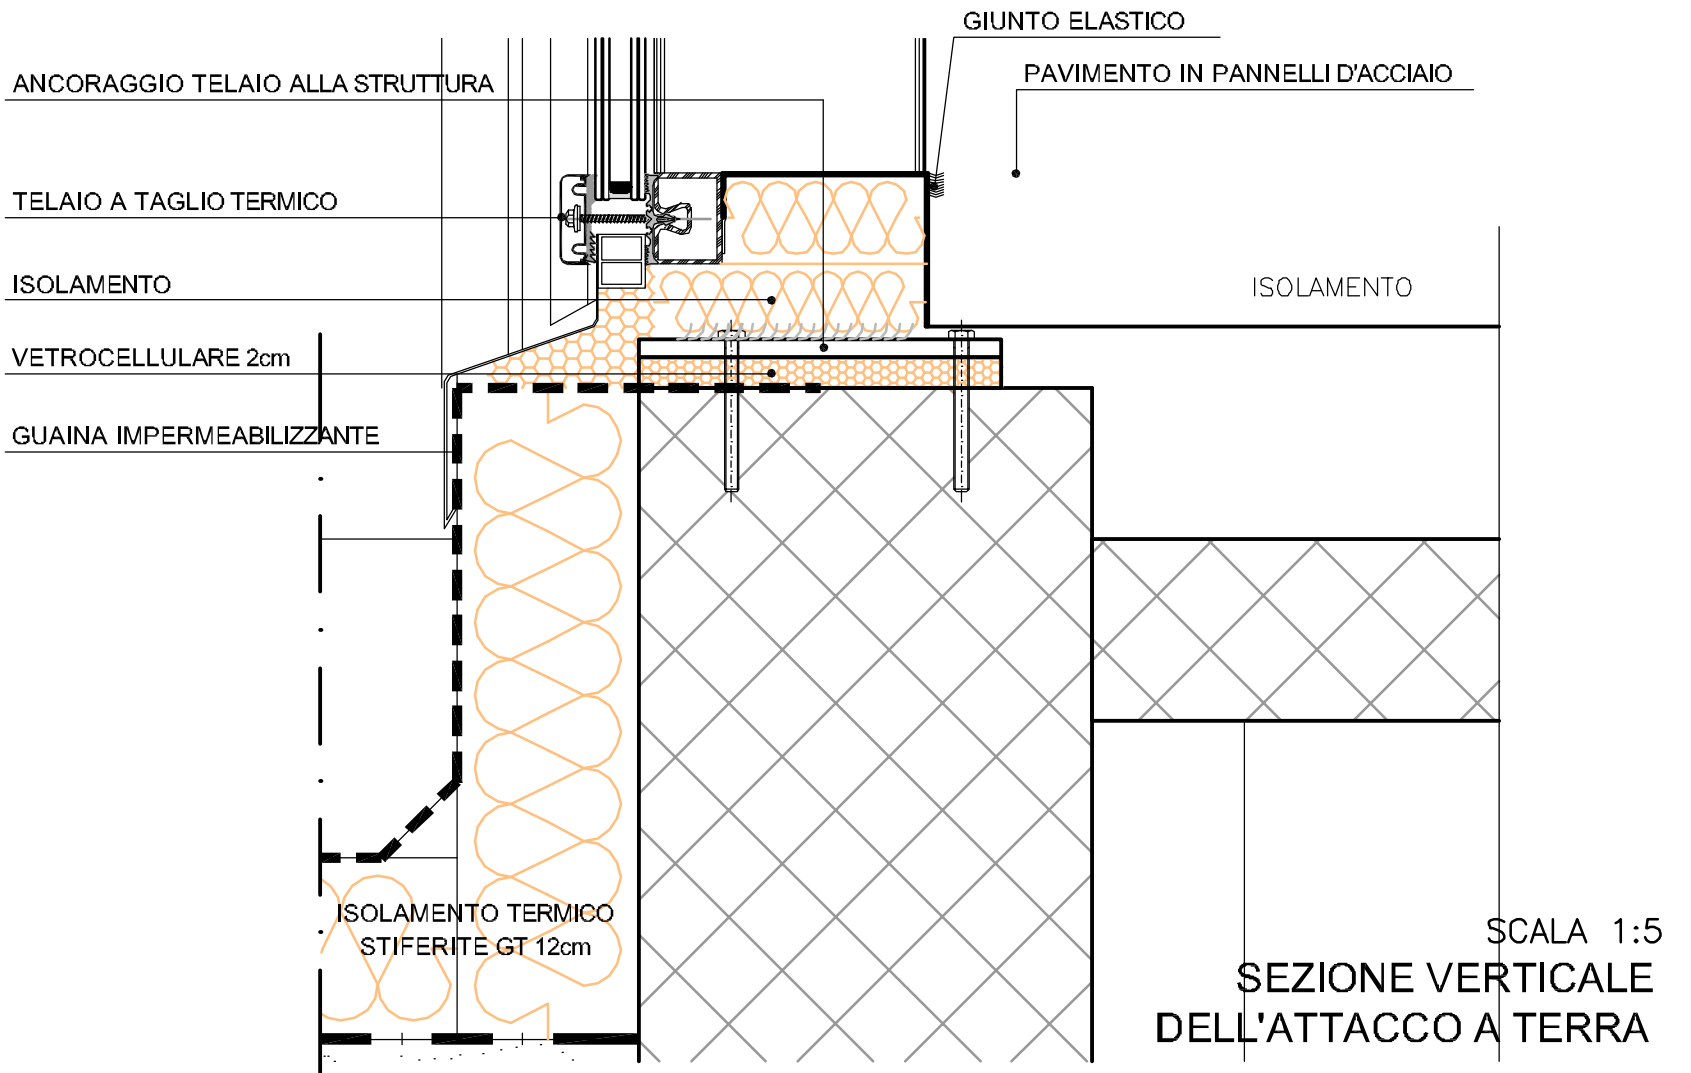 GIUNTO ELASTICO
PAVIMENTO IN PANNELLI D'ACCIAIO
ANCORAGGIO TELAIO ALLA STRUTTURA
TELAIO A TAGLIO TERMICO
ISOLAMENTO
ISOLAMENTO
VETROCELLULARE 2cm
GUAINA IMPERMEABILIZZANTE
ISOLAMENTO TERMICO
STIFERITE GT 12cm
SCALA 1:5
SEZIONE VERTICALE
DELL'ATTACCO A TERRA